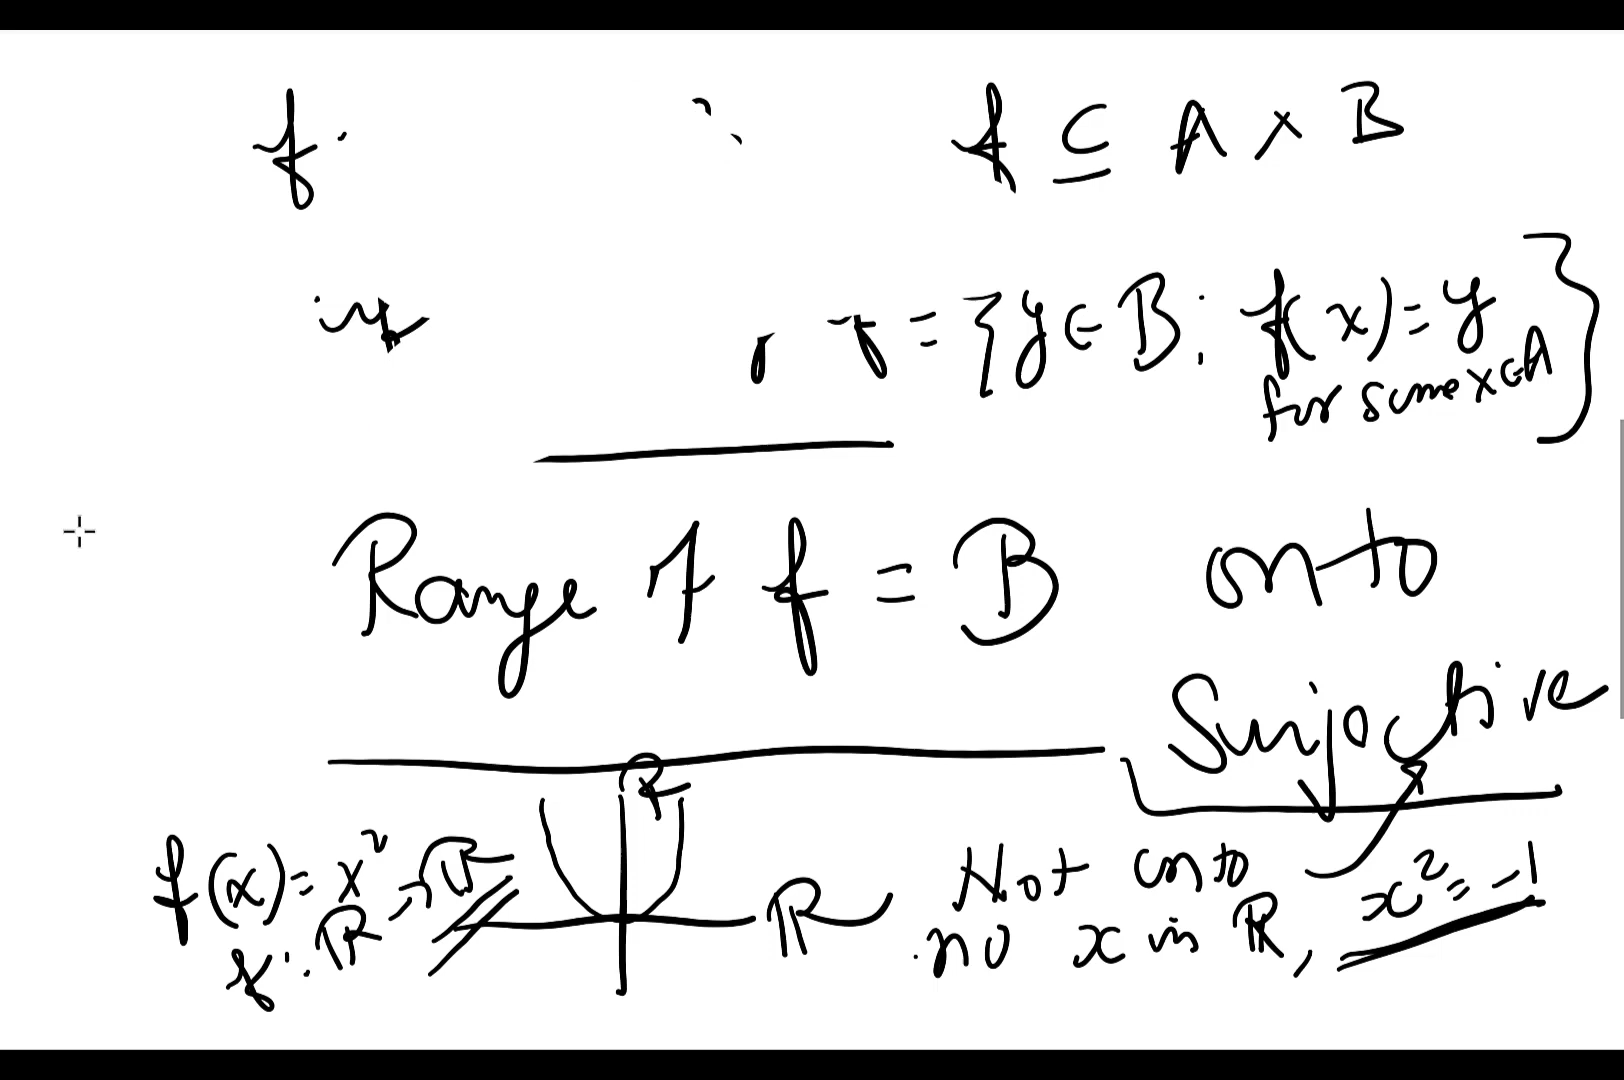 f : f ⊆ A × B
f = {y ∈ B : f(x) = y
for some x ∈ A}
Range of f = B onto
Surjective
R
f(x) = x² Not onto x² = -1
f : R → R R no x in R,